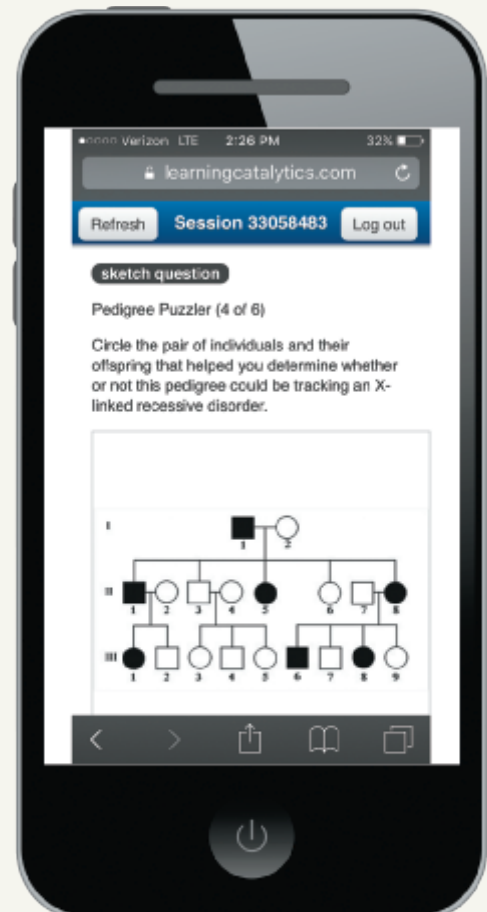 Verizon LTE 2:26 PM 32%
learningcatalytics.com
Refresh Session 33058483 Log out
sketch question
Pedigree Puzzler (4 of 6)
Circle the pair of individuals and their
offspring that helped you determine whether
or not this pedigree could be tracking an X-
linked recessive disorder.
I
1 2
II
1 2 3 4 5 6 7 8
III
1 2 3 4 5 6 7 8 9